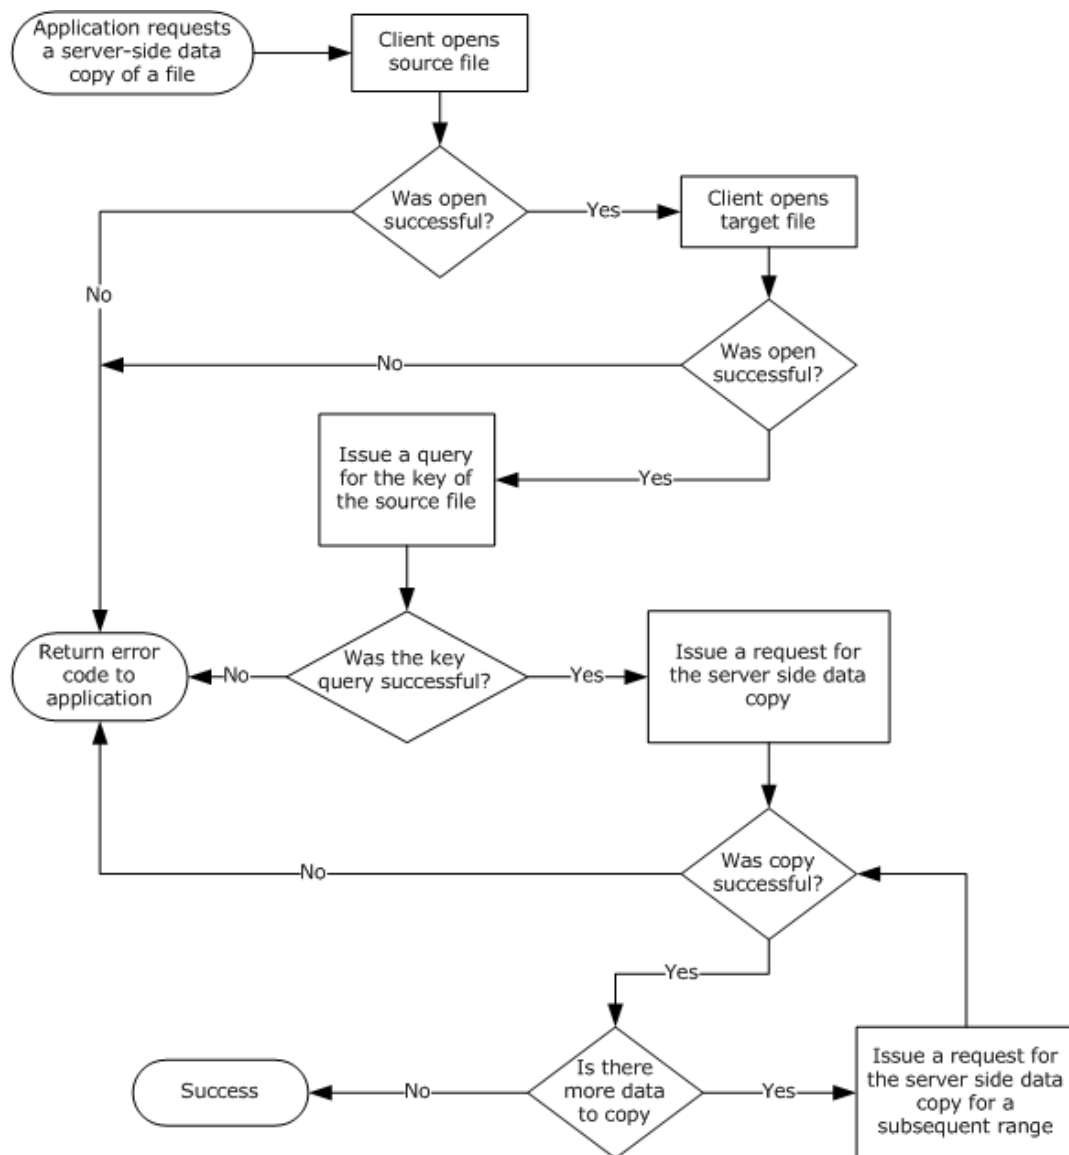 Application requests
a server-side data
copy of a file
Client opens
source file
Was open
successful?
Yes
Client opens
target file
No
Was open
successful?
No
Issue a query
for the key of
the source file
Yes
Return error
code to
application
No
Was the key
query successful?
Yes
Issue a request for
the server side data
copy
Was copy
successful?
No
Yes
Success
No
Is there
more data
to copy
Yes
Issue a request for
the server side data
copy for a
subsequent range